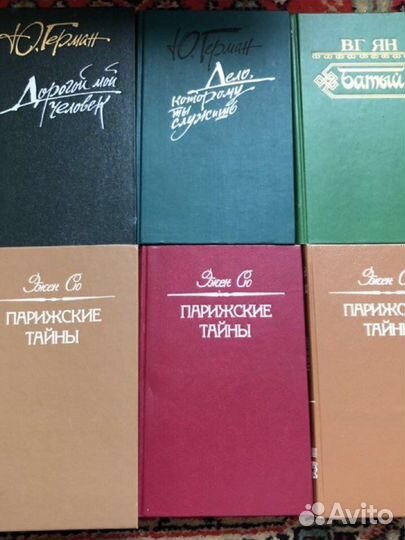 Ю. Герман
Дорогой мой
человек
Ю. Герман
Дело,
которому
ты
служишь
ВГ ЯН
Батый
Эжен Сю
ПАРИЖСКИЕ
ТАЙНЫ
Эжен Сю
ПАРИЖСКИЕ
ТАЙНЫ
Эжен Сю
ПАРИЖСКИЕ
ТАЙНЫ
Avito